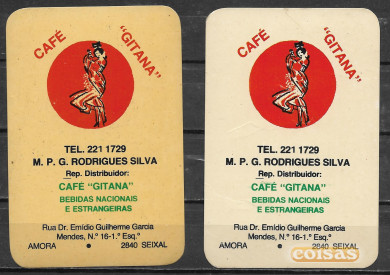 CAFÉ "GITANA"
TEL. 221 1729
M. P. G. RODRIGUES SILVA
Rep. Distribuidor:
CAFÉ "GITANA"
BEBIDAS NACIONAIS
E ESTRANGEIRAS
Rua Dr. Emídio Guilherme Garcia
Mendes, N.º 16-1.º Esq.º
AMORA • 2840 SEIXAL
CAFÉ "GITANA"
TEL. 221 1729
M. P. G. RODRIGUES SILVA
Rep. Distribuidor:
CAFÉ "GITANA"
BEBIDAS NACIONAIS
E ESTRANGEIRAS
Rua Dr. Emídio Guilherme Garcia
Mendes, N.º 16-1.º Esq.º
AMORA • 2840 SEIXAL
coisas